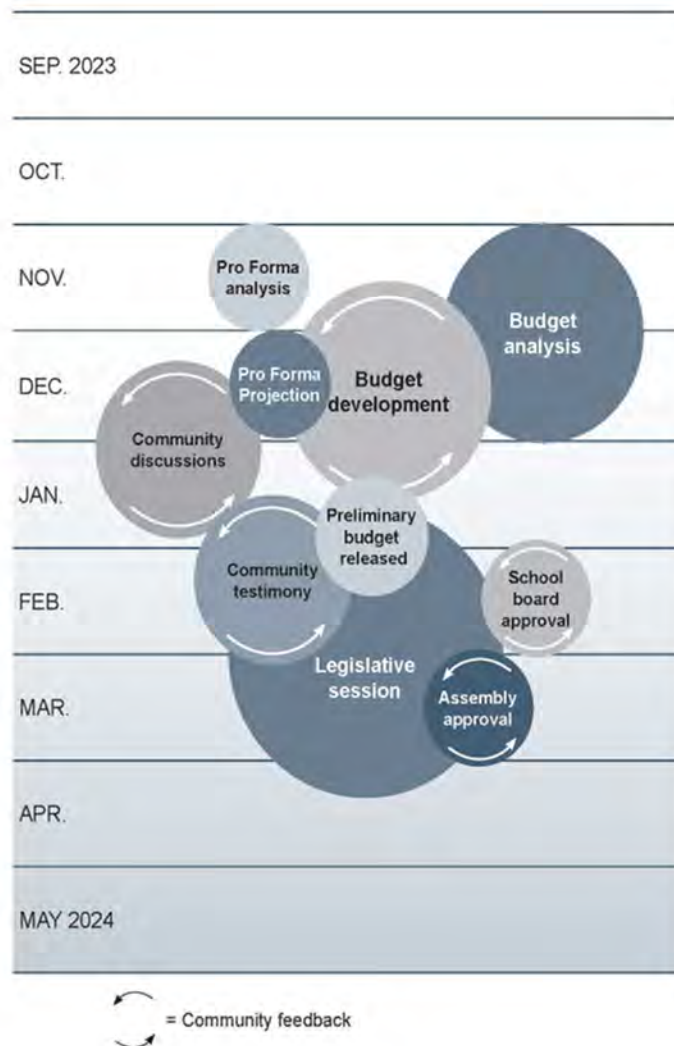 SEP. 2023
OCT.
NOV.
Pro Forma
analysis
Budget
analysis
DEC.
Pro Forma
Projection
Budget
development
Community
discussions
JAN.
Preliminary
budget
released
FEB.
Community
testimony
School
board
approval
Legislative
session
MAR.
Assembly
approval
APR.
MAY 2024
= Community feedback